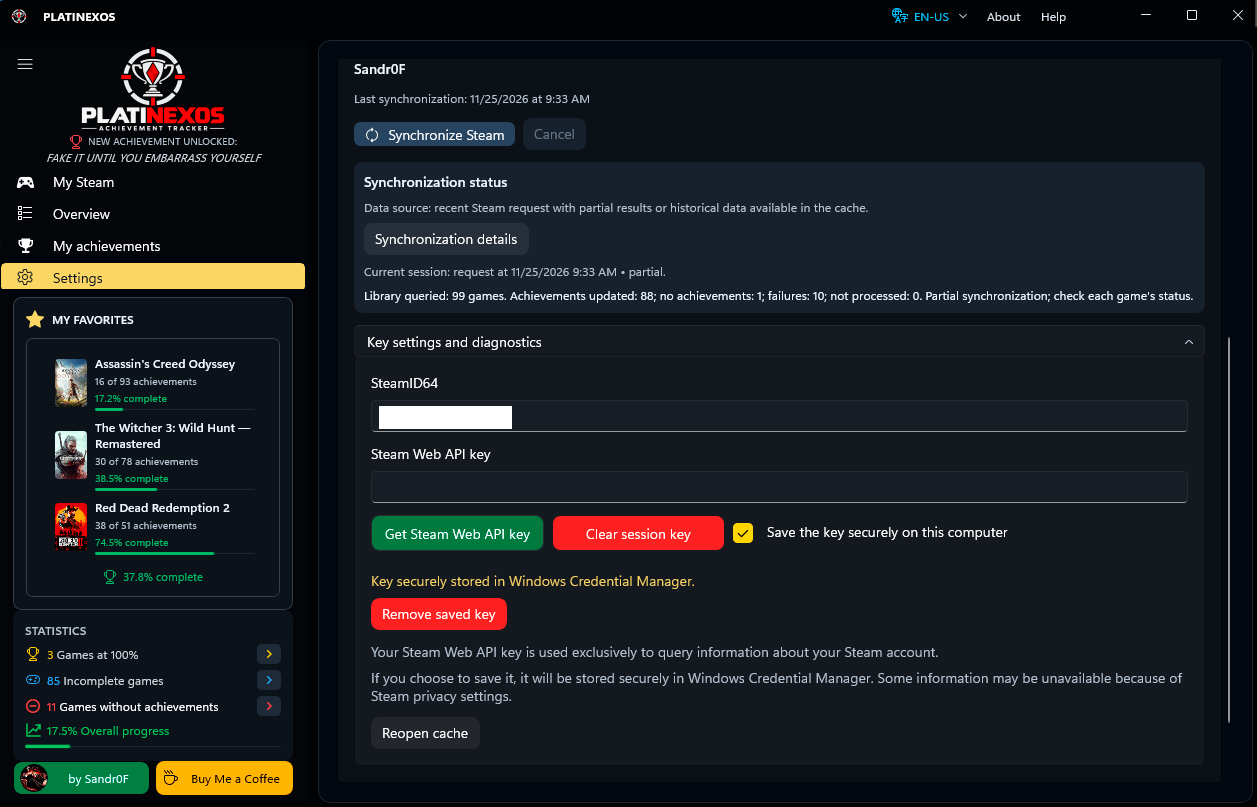 PLATINEXOS
EN-US
About
Help
PLATINEXOS
ACHIEVEMENT TRACKER
NEW ACHIEVEMENT UNLOCKED:
FAKE IT UNTIL YOU EMBARRASS YOURSELF
My Steam
Overview
My achievements
Settings
MY FAVORITES
Assassin's Creed Odyssey
16 of 93 achievements
17.2% complete
The Witcher 3: Wild Hunt —
Remastered
30 of 78 achievements
38.5% complete
Red Dead Redemption 2
38 of 51 achievements
74.5% complete
37.8% complete
STATISTICS
3 Games at 100%
85 Incomplete games
11 Games without achievements
17.5% Overall progress
by Sandr0F
Buy Me a Coffee
Sandr0F
Last synchronization: 11/25/2026 at 9:33 AM
Synchronize Steam
Cancel
Synchronization status
Data source: recent Steam request with partial results or historical data available in the cache.
Synchronization details
Current session: request at 11/25/2026 9:33 AM • partial.
Library queried: 99 games. Achievements updated: 88; no achievements: 1; failures: 10; not processed: 0. Partial synchronization; check each game's status.
Key settings and diagnostics
SteamID64
Steam Web API key
Get Steam Web API key
Clear session key
Save the key securely on this computer
Key securely stored in Windows Credential Manager.
Remove saved key
Your Steam Web API key is used exclusively to query information about your Steam account.
If you choose to save it, it will be stored securely in Windows Credential Manager. Some information may be unavailable because of
Steam privacy settings.
Reopen cache